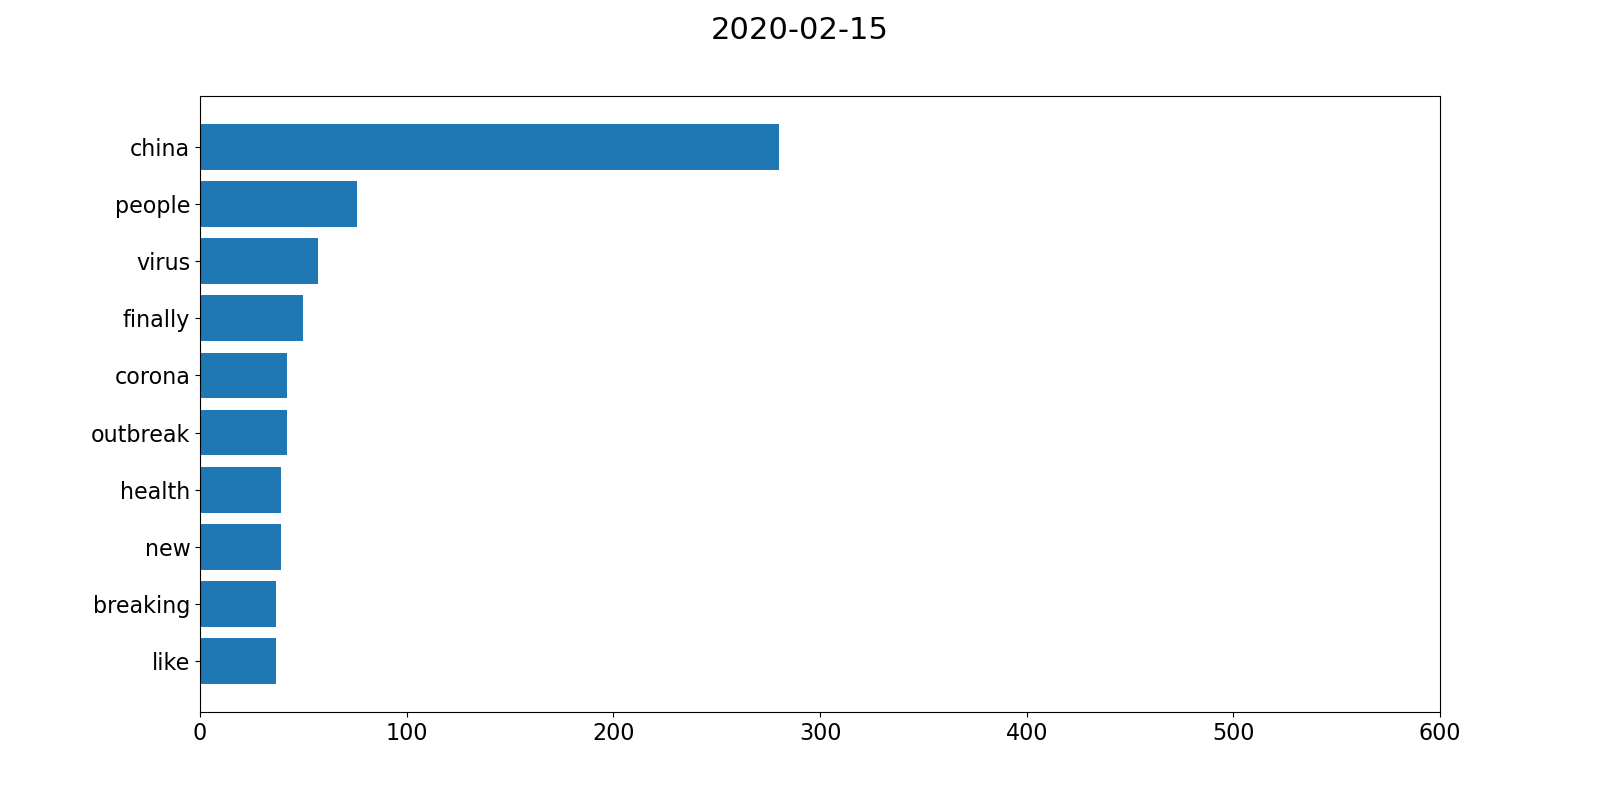 2020-02-15
china
people
virus
finally
corona
outbreak
health
new
breaking
like
0 100 200 300 400 500 600